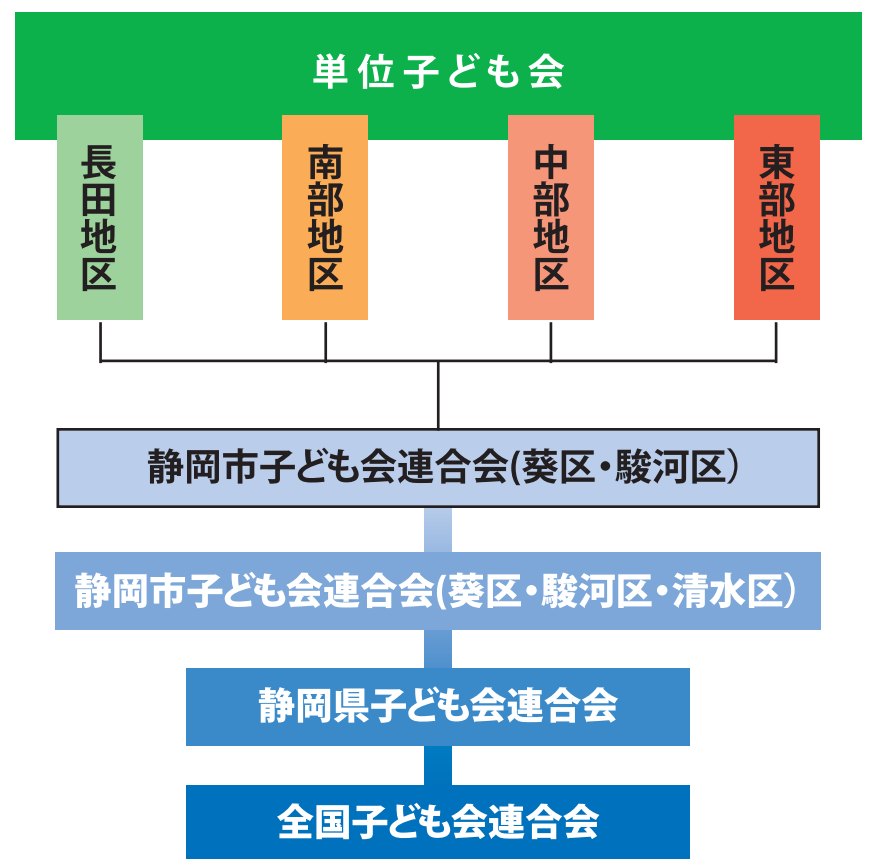 単位子ども会
長田地区
南部地区
中部地区
東部地区
静岡市子ども会連合会(葵区・駿河区)
静岡市子ども会連合会(葵区・駿河区・清水区)
静岡県子ども会連合会
全国子ども会連合会